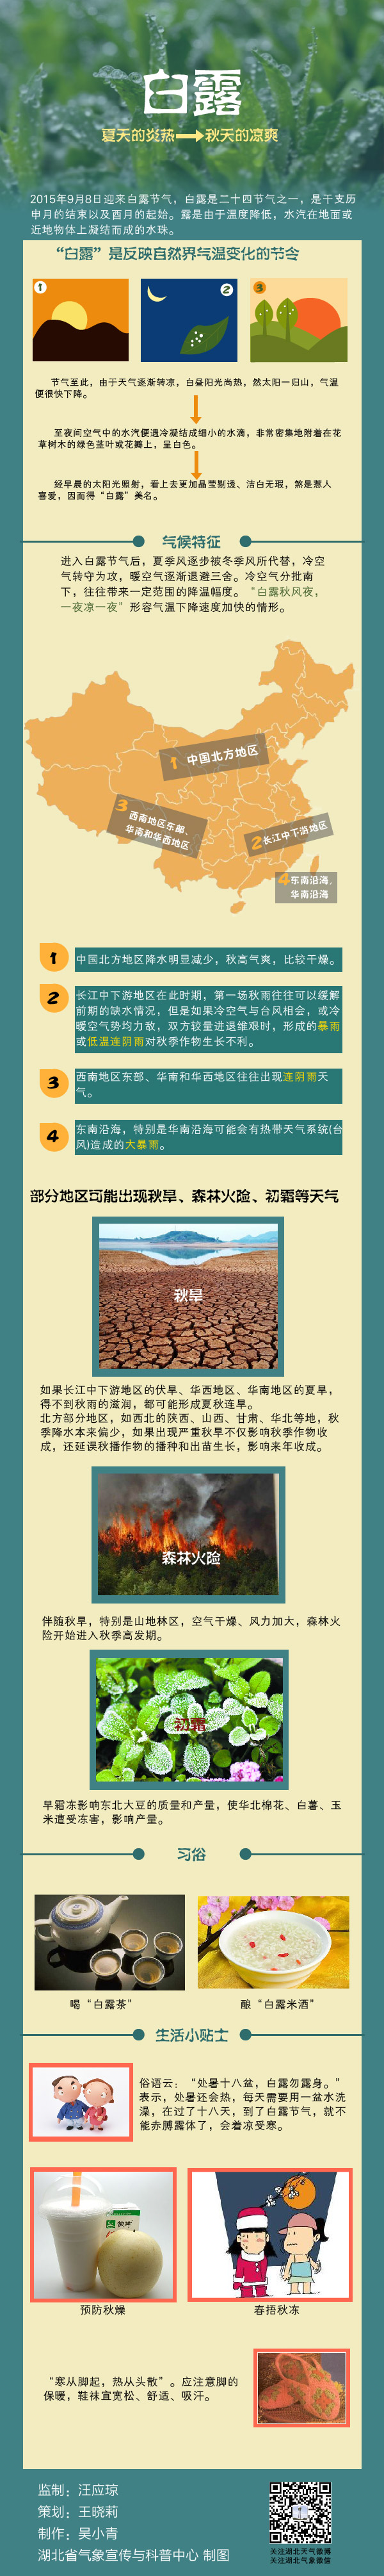 白露
夏天的炎热 秋天的凉爽
2015年9月8日迎来白露节气，白露是二十四节气之一，是干支历
申月的结束以及酉月的起始。露是由于温度降低，水汽在地面或
近地物体上凝结而成的水珠。
“白露”是反映自然界气温变化的节令
1
2
3
节气至此，由于天气逐渐转凉，白昼阳光尚热，然太阳一归山，气温
便很快下降。
至夜间空气中的水汽便遇冷凝结成细小的水滴，非常密集地附着在花
草树木的绿色茎叶或花瓣上，呈白色。
经早晨的太阳光照射，看上去更加晶莹剔透、洁白无瑕，煞是惹人
喜爱，因而得“白露”美名。
气候特征
进入白露节气后，夏季风逐步被冬季风所代替，冷空
气转守为攻，暖空气逐渐退避三舍。冷空气分批南
下，往往带来一定范围的降温幅度。“白露秋风夜，
一夜凉一夜”形容气温下降速度加快的情形。
1 中国北方地区
3 西南地区东部、
华南和华西地区
2 长江中下游地区
4 东南沿海，
华南沿海
1
中国北方地区降水明显减少，秋高气爽，比较干燥。
2
长江中下游地区在此时期，第一场秋雨往往可以缓解
前期的缺水情况，但是如果冷空气与台风相会，或冷
暖空气势均力敌，双方较量进退维艰时，形成的暴雨
或低温连阴雨对秋季作物生长不利。
3
西南地区东部、华南和华西地区往往出现连阴雨天
气。
4
东南沿海，特别是华南沿海可能会有热带天气系统(台
风)造成的大暴雨。
部分地区可能出现秋旱、森林火险、初霜等天气
秋旱
如果长江中下游地区的伏旱、华西地区、华南地区的夏旱，
得不到秋雨的滋润，都可能形成夏秋连旱。
北方部分地区，如西北的陕西、山西、甘肃、华北等地，秋
季降水本来偏少，如果出现严重秋旱不仅影响秋季作物收
成，还延误秋播作物的播种和出苗生长，影响来年收成。
森林火险
伴随秋旱，特别是山地林区，空气干燥、风力加大，森林火
险开始进入秋季高发期。
初霜
早霜冻影响东北大豆的质量和产量，使华北棉花、白薯、玉
米遭受冻害，影响产量。
习俗
喝“白露茶”
酿“白露米酒”
生活小贴士
俗语云：“处暑十八盆，白露勿露身。”
表示，处暑还会热，每天需要用一盆水洗
澡，在过了十八天，到了白露节气，就不
能赤膊露体了，会着凉受寒。
预防秋燥
春捂秋冻
“寒从脚起，热从头散”。应注意脚的
保暖，鞋袜宜宽松、舒适、吸汗。
监制：汪应琼
策划：王晓莉
制作：吴小青
湖北省气象宣传与科普中心 制图
关注湖北天气微博
关注湖北气象微信